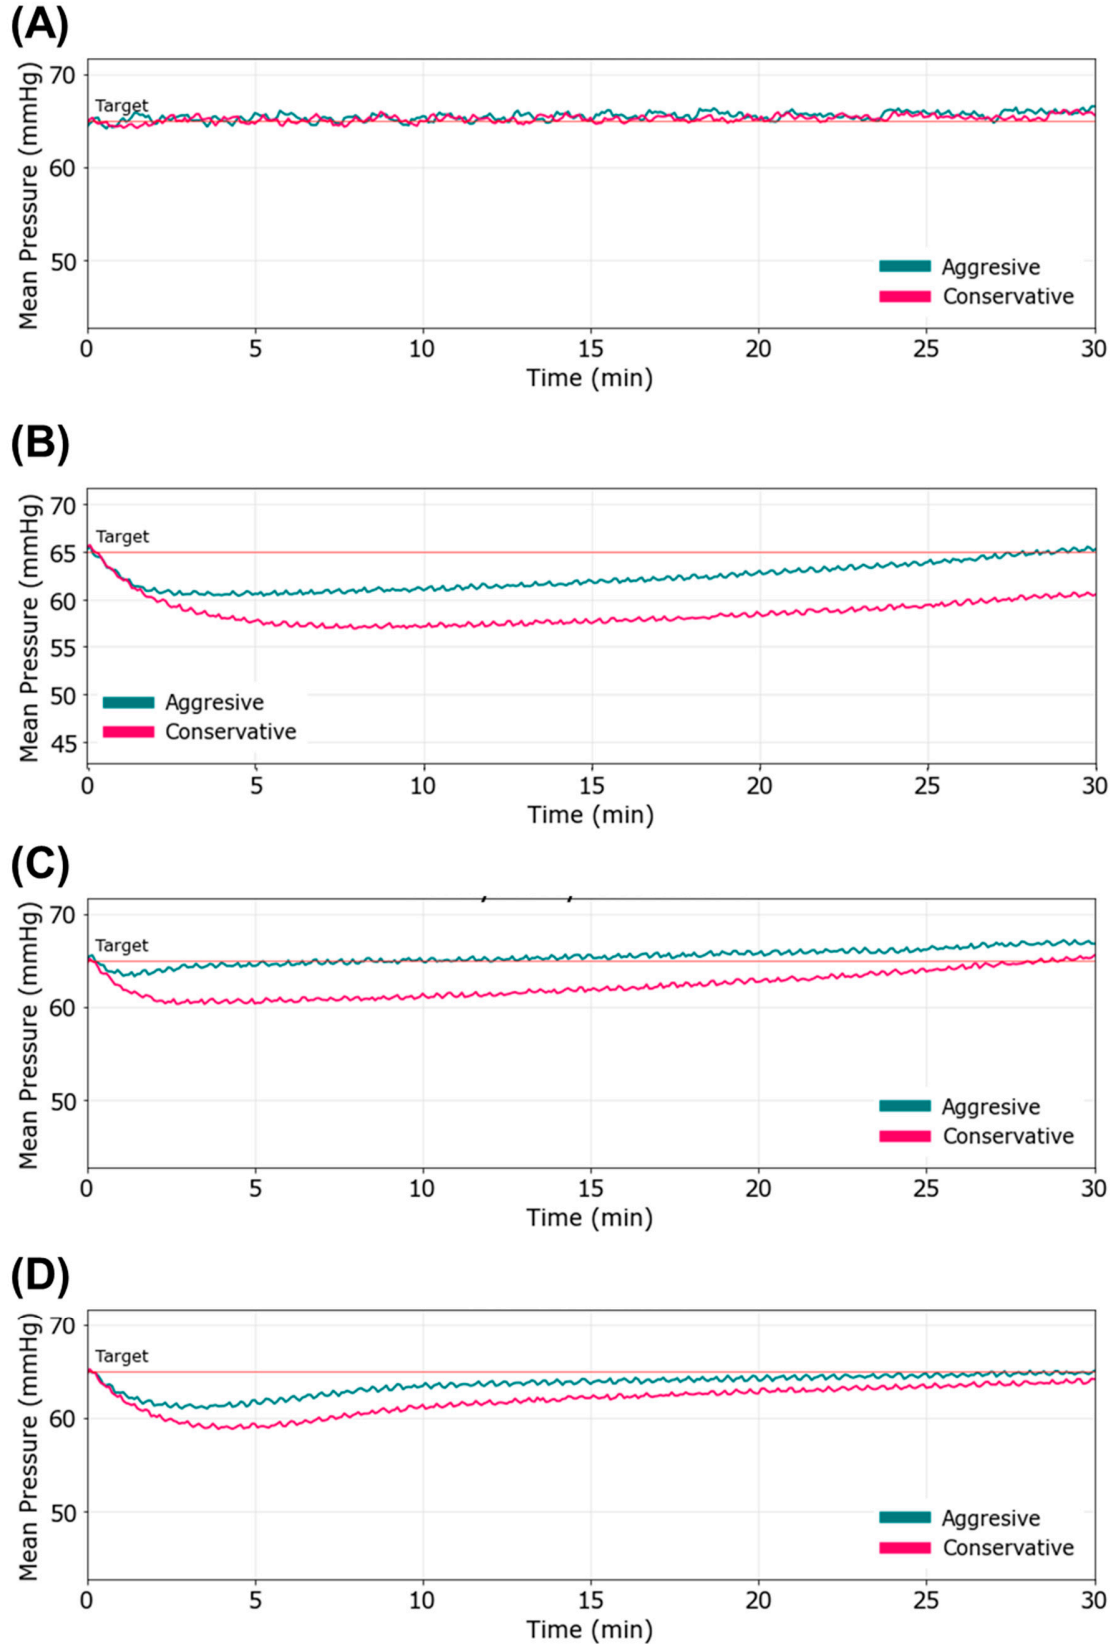 (A)
Mean Pressure (mmHg)
70
60
50
Target
Aggresive
Conservative
0 5 10 15 20 25 30
Time (min)
(B)
Mean Pressure (mmHg)
70
65
60
55
50
45
Target
Aggresive
Conservative
0 5 10 15 20 25 30
Time (min)
(C)
Mean Pressure (mmHg)
70
60
50
Target
Aggresive
Conservative
0 5 10 15 20 25 30
Time (min)
(D)
Mean Pressure (mmHg)
70
60
50
Target
Aggresive
Conservative
0 5 10 15 20 25 30
Time (min)